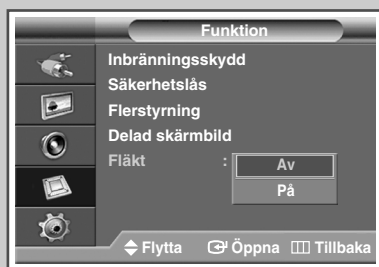 Funktion
Inbränningsskydd
Säkerhetslås
Flerstyrning
Delad skärmbild
Fläkt : Av
På
Flytta Öppna Tillbaka